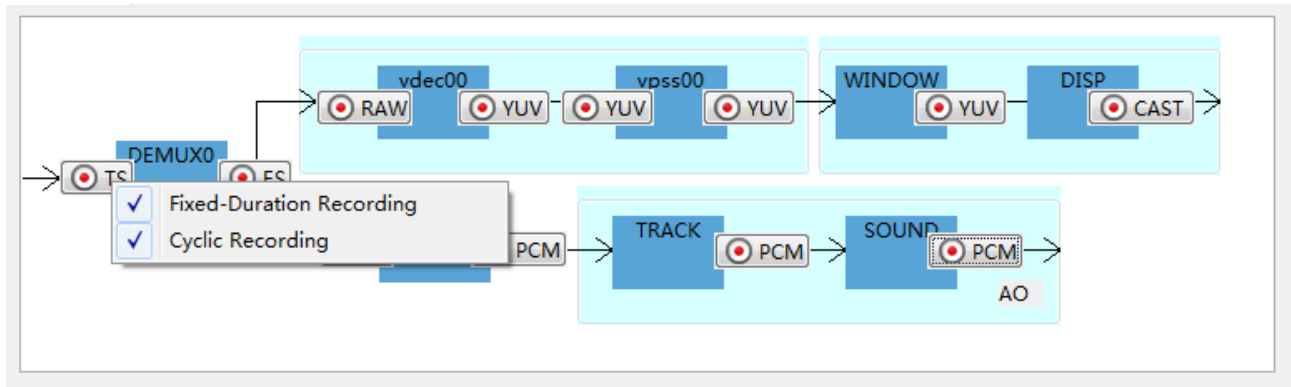 vdec00
vpss00
WINDOW
DISP
RAW
YUV
YUV
YUV
YUV
CAST
DEMUX0
TS
ES
Fixed-Duration Recording
Cyclic Recording
PCM
TRACK
PCM
SOUND
PCM
AO